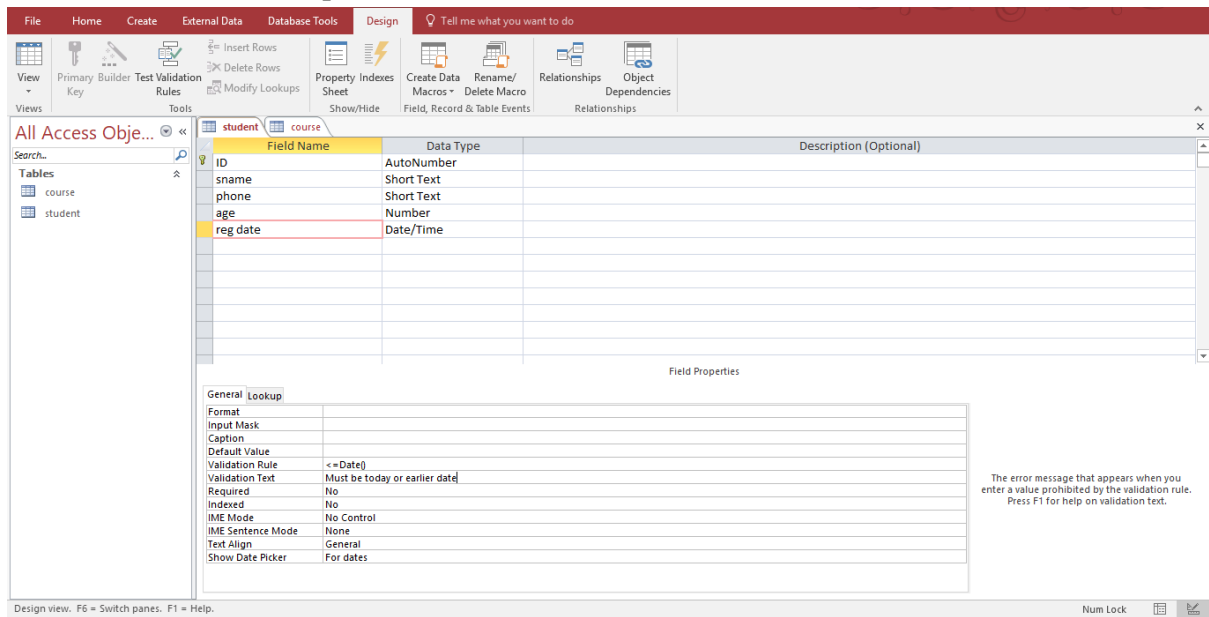 File Home Create External Data Database Tools Design Tell me what you want to do
View
Views
Primary Key
Builder
Test Validation Rules
Insert Rows
Delete Rows
Modify Lookups
Tools
Property Sheet
Indexes
Show/Hide
Create Data Macros
Rename/ Delete Macro
Field, Record & Table Events
Relationships
Object Dependencies
Relationships
All Access Obje... «
Search...
Tables
course
student
student course
Field Name Data Type Description (Optional)
ID AutoNumber
sname Short Text
phone Short Text
age Number
reg date Date/Time
Field Properties
General Lookup
Format
Input Mask
Caption
Default Value
Validation Rule <=Date()
Validation Text Must be today or earlier date
Required No
Indexed No
IME Mode No Control
IME Sentence Mode None
Text Align General
Show Date Picker For dates
The error message that appears when you
enter a value prohibited by the validation rule.
Press F1 for help on validation text.
Design view. F6 = Switch panes. F1 = Help. Num Lock